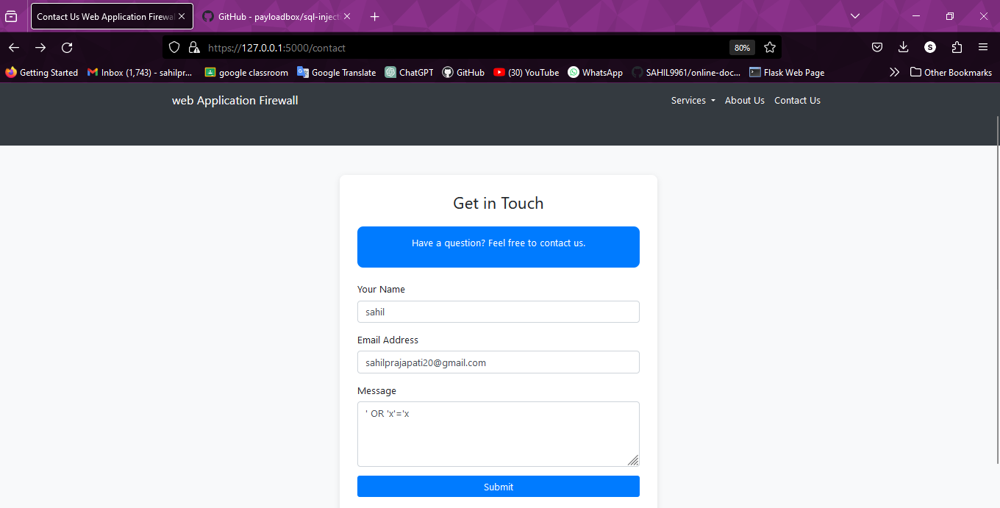 Contact Us Web Application Firewal
GitHub - payloadbox/sql-injecti
https://127.0.0.1:5000/contact
80%
S
Getting Started
Inbox (1,743) - sahilpr...
google classroom
Google Translate
ChatGPT
GitHub
(30) YouTube
WhatsApp
SAHIL9961/online-doc...
Flask Web Page
Other Bookmarks
web Application Firewall
Services
About Us
Contact Us
Get in Touch
Have a question? Feel free to contact us.
Your Name
sahil
Email Address
sahilprajapati20@gmail.com
Message
' OR 'x'='x
Submit